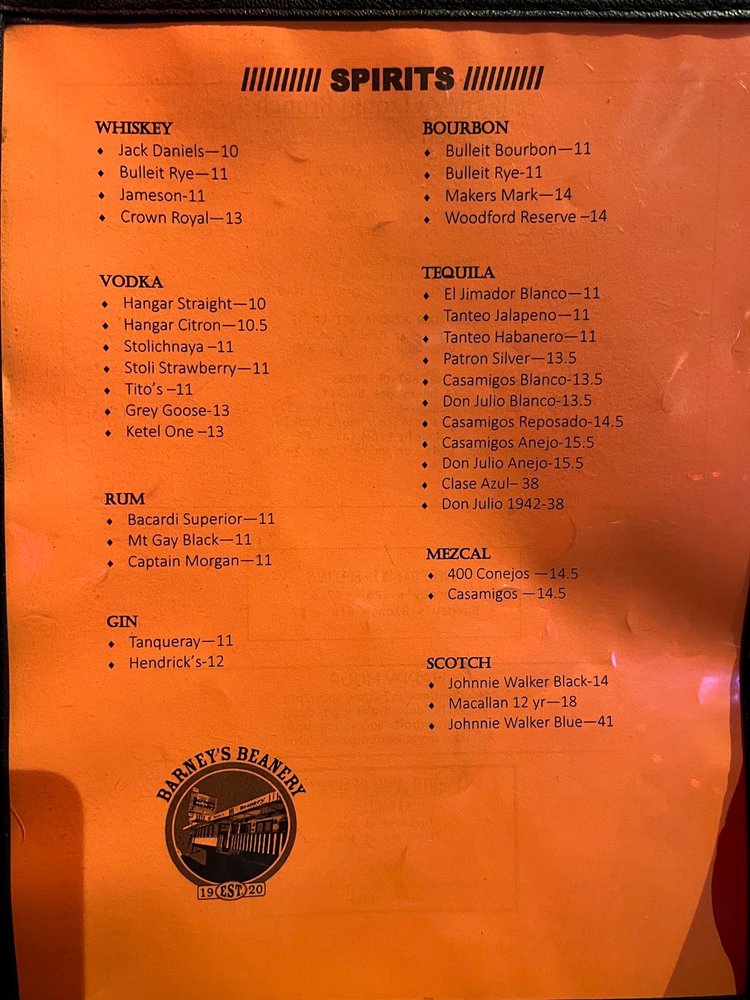 ////////// SPIRITS //////////
WHISKEY
♦ Jack Daniels—10
♦ Bulleit Rye—11
♦ Jameson-11
♦ Crown Royal—13
VODKA
♦ Hangar Straight—10
♦ Hangar Citron—10.5
♦ Stolichnaya –11
♦ Stoli Strawberry—11
♦ Tito's –11
♦ Grey Goose-13
♦ Ketel One –13
RUM
♦ Bacardi Superior—11
♦ Mt Gay Black—11
♦ Captain Morgan—11
GIN
♦ Tanqueray—11
♦ Hendrick's-12
BOURBON
♦ Bulleit Bourbon—11
♦ Bulleit Rye-11
♦ Makers Mark—14
♦ Woodford Reserve –14
TEQUILA
♦ El Jimador Blanco—11
♦ Tanteo Jalapeno—11
♦ Tanteo Habanero—11
♦ Patron Silver—13.5
♦ Casamigos Blanco-13.5
♦ Don Julio Blanco-13.5
♦ Casamigos Reposado-14.5
♦ Casamigos Anejo-15.5
♦ Don Julio Anejo-15.5
♦ Clase Azul– 38
♦ Don Julio 1942-38
MEZCAL
♦ 400 Conejos —14.5
♦ Casamigos —14.5
SCOTCH
♦ Johnnie Walker Black-14
♦ Macallan 12 yr—18
♦ Johnnie Walker Blue—41
BARNEY'S BEANERY
Beanery
19 EST. 20